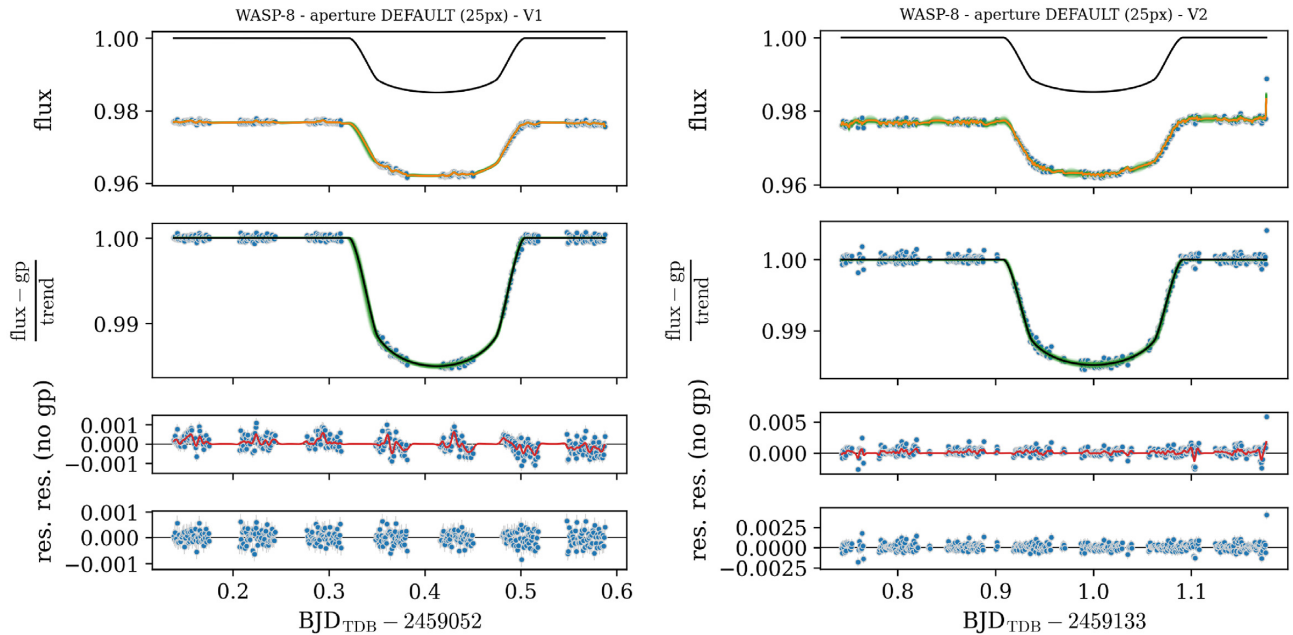 WASP-8 - aperture DEFAULT (25px) - V1
1.00
0.98
0.96
flux
1.00
0.99
flux − gp
trend
0.001
0.000
−0.001
res. (no gp)
0.001
0.000
−0.001
res.
0.2 0.3 0.4 0.5 0.6
BJD_TDB − 2459052
WASP-8 - aperture DEFAULT (25px) - V2
1.00
0.98
0.96
flux
1.00
0.99
flux − gp
trend
0.005
0.000
res. (no gp)
0.0025
0.0000
−0.0025
res.
0.8 0.9 1.0 1.1
BJD_TDB − 2459133